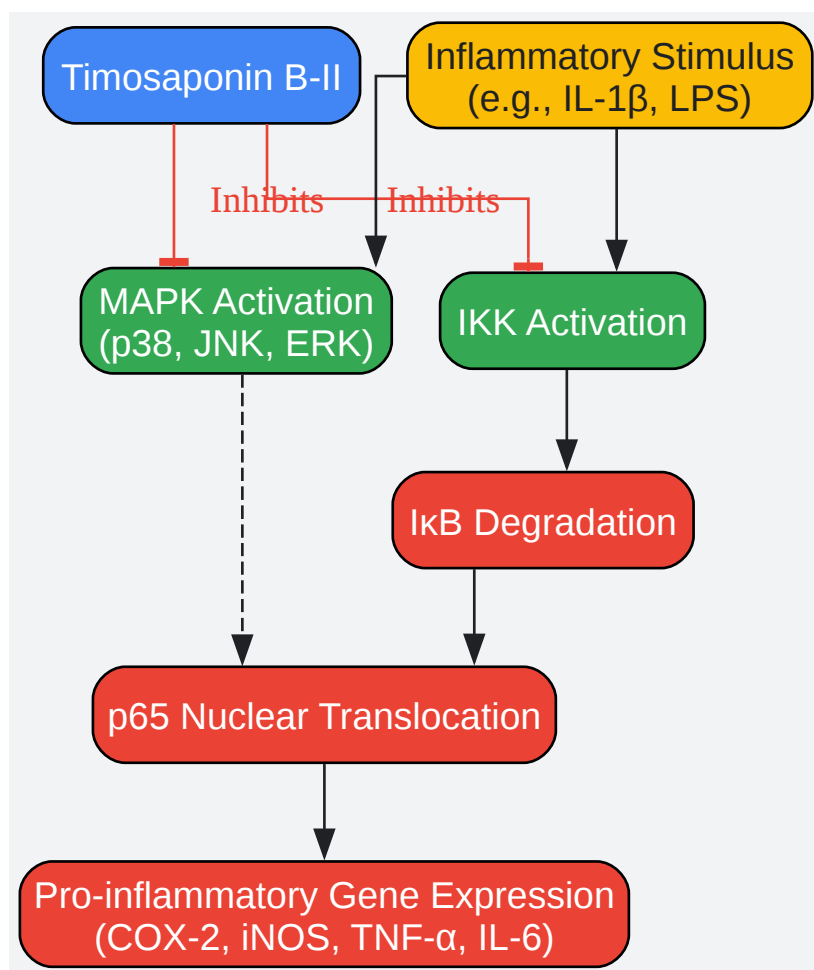 Timosaponin B-II
Inflammatory Stimulus
(e.g., IL-1β, LPS)
Inhibits
Inhibits
MAPK Activation
(p38, JNK, ERK)
IKK Activation
IκB Degradation
p65 Nuclear Translocation
Pro-inflammatory Gene Expression
(COX-2, iNOS, TNF-α, IL-6)